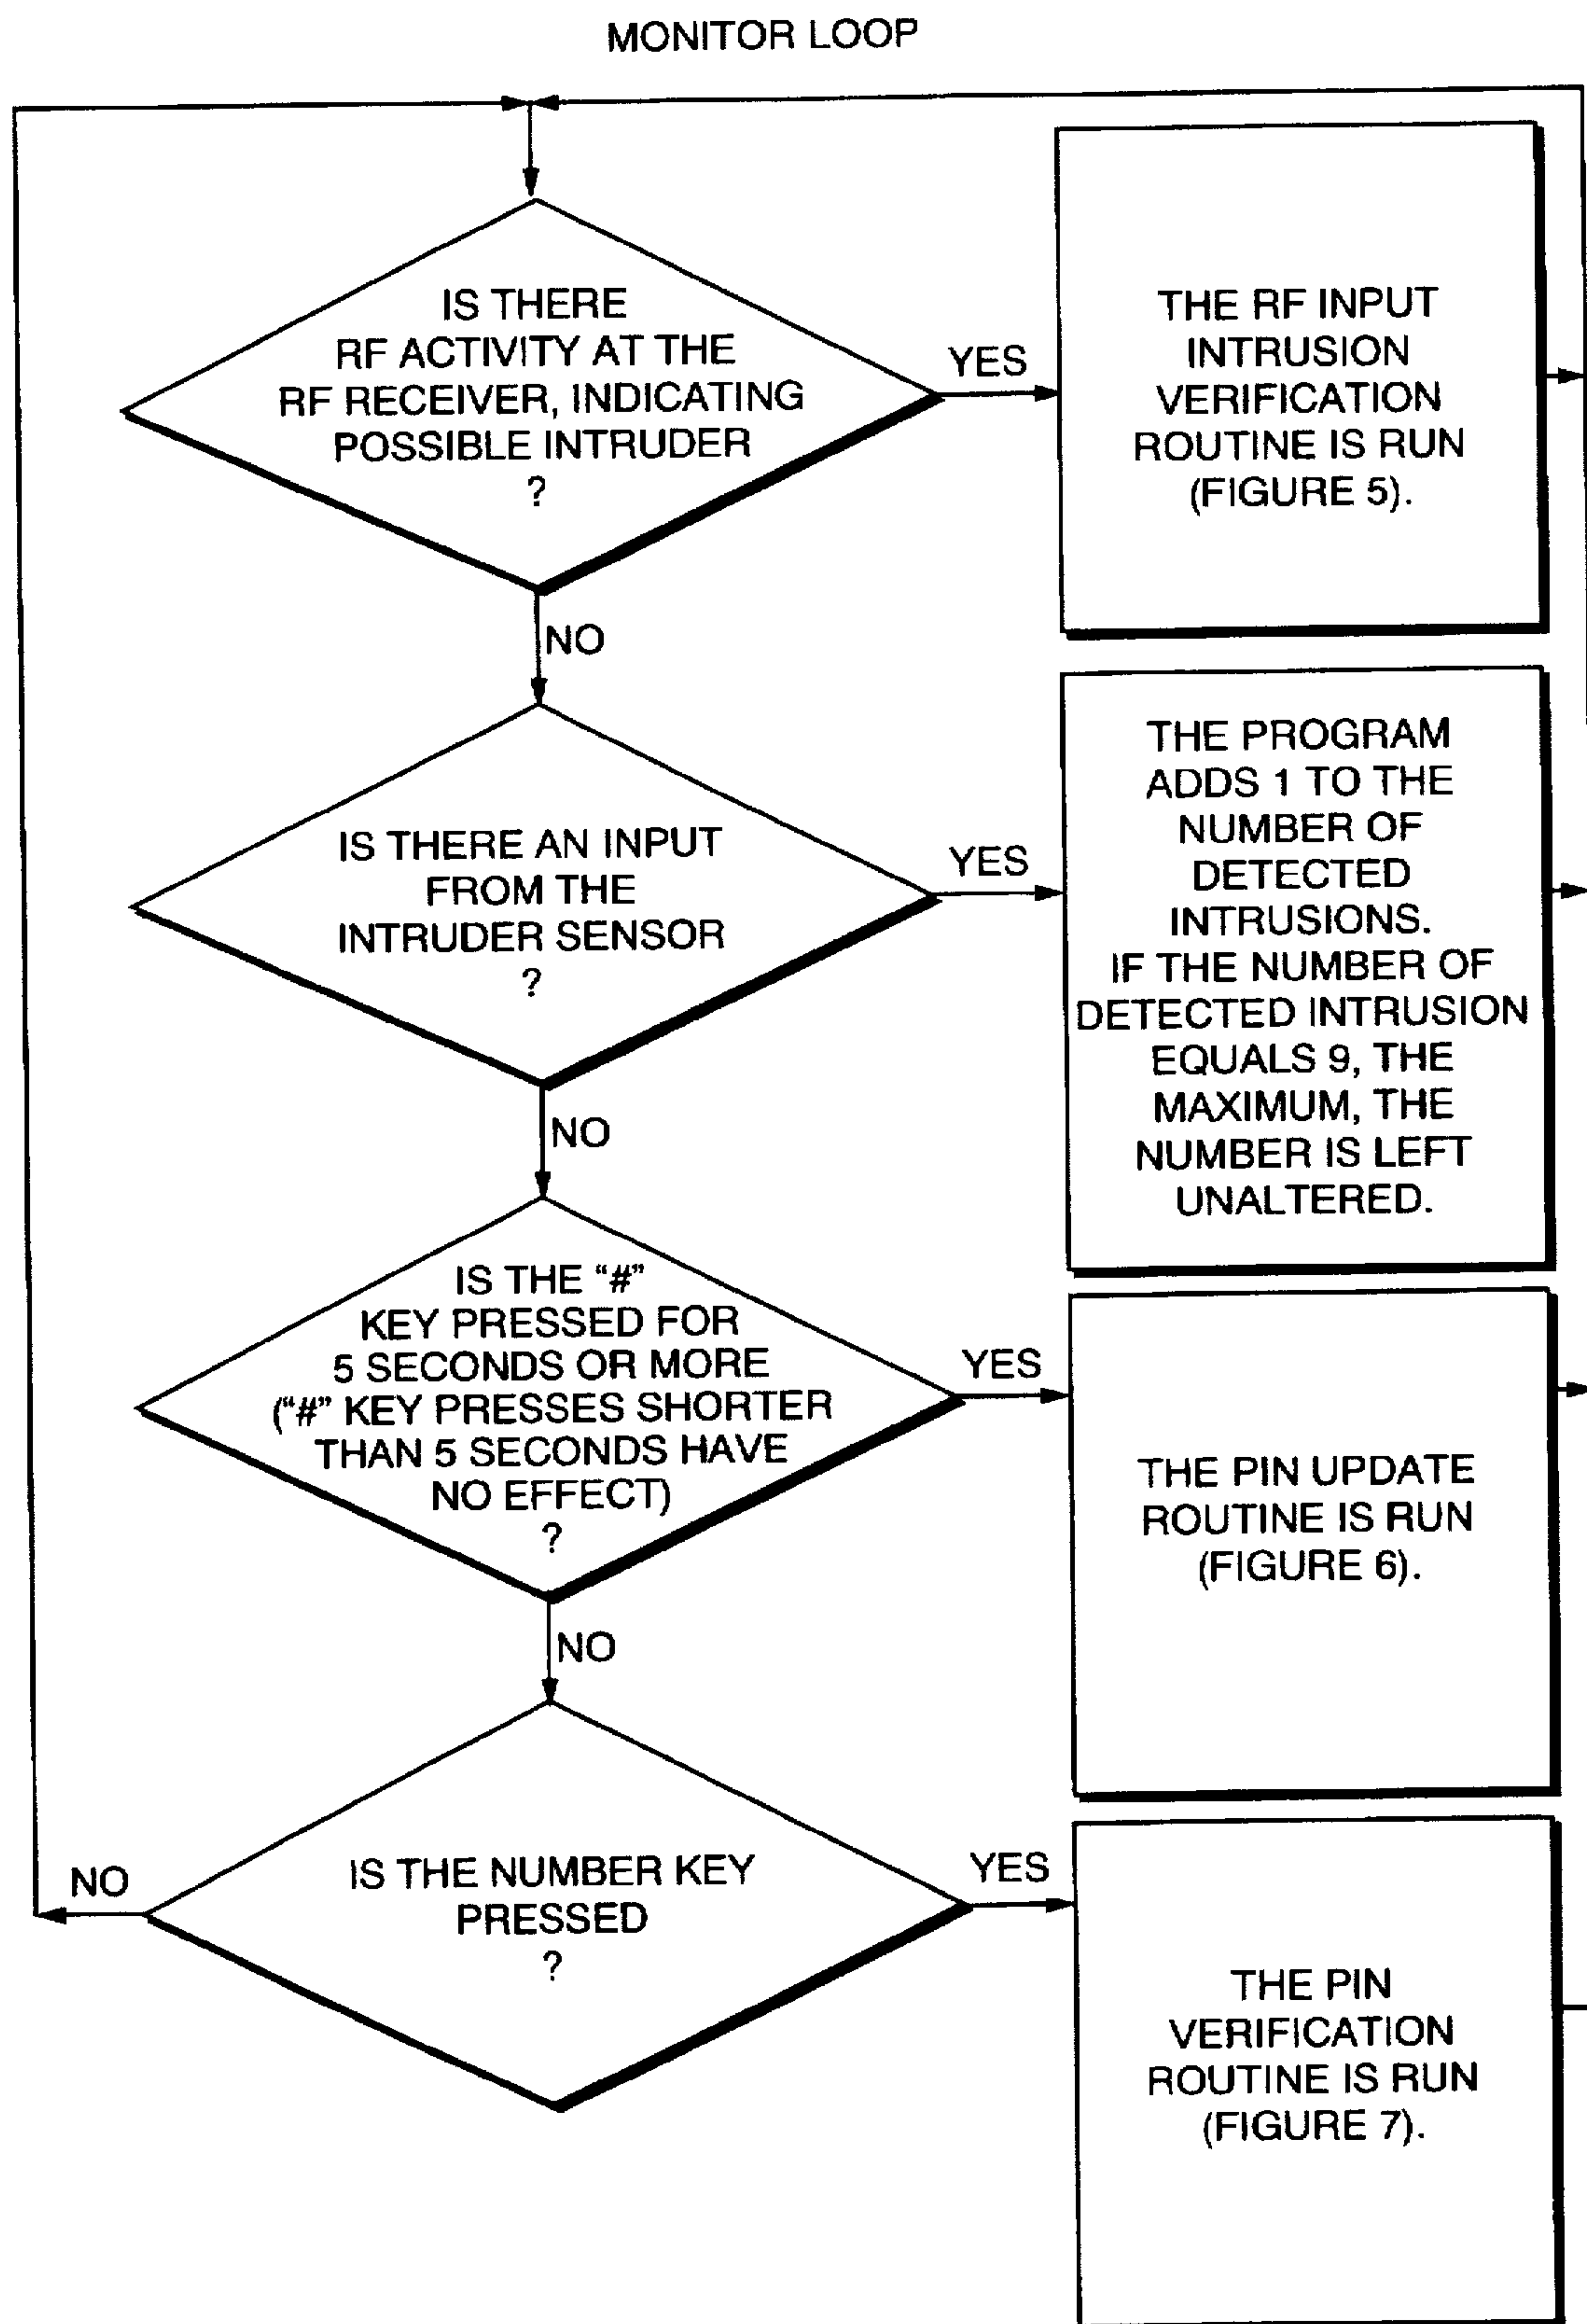 MONITOR LOOP
IS THERE
RF ACTIVITY AT THE
RF RECEIVER, INDICATING
POSSIBLE INTRUDER
?
YES
THE RF INPUT
INTRUSION
VERIFICATION
ROUTINE IS RUN
(FIGURE 5).
NO
IS THERE AN INPUT
FROM THE
INTRUDER SENSOR
?
YES
THE PROGRAM
ADDS 1 TO THE
NUMBER OF
DETECTED
INTRUSIONS.
IF THE NUMBER OF
DETECTED INTRUSION
EQUALS 9, THE
MAXIMUM, THE
NUMBER IS LEFT
UNALTERED.
NO
IS THE “#”
KEY PRESSED FOR
5 SECONDS OR MORE
(“#” KEY PRESSES SHORTER
THAN 5 SECONDS HAVE
NO EFFECT)
?
YES
THE PIN UPDATE
ROUTINE IS RUN
(FIGURE 6).
NO
IS THE NUMBER KEY
PRESSED
?
NO
YES
THE PIN
VERIFICATION
ROUTINE IS RUN
(FIGURE 7).